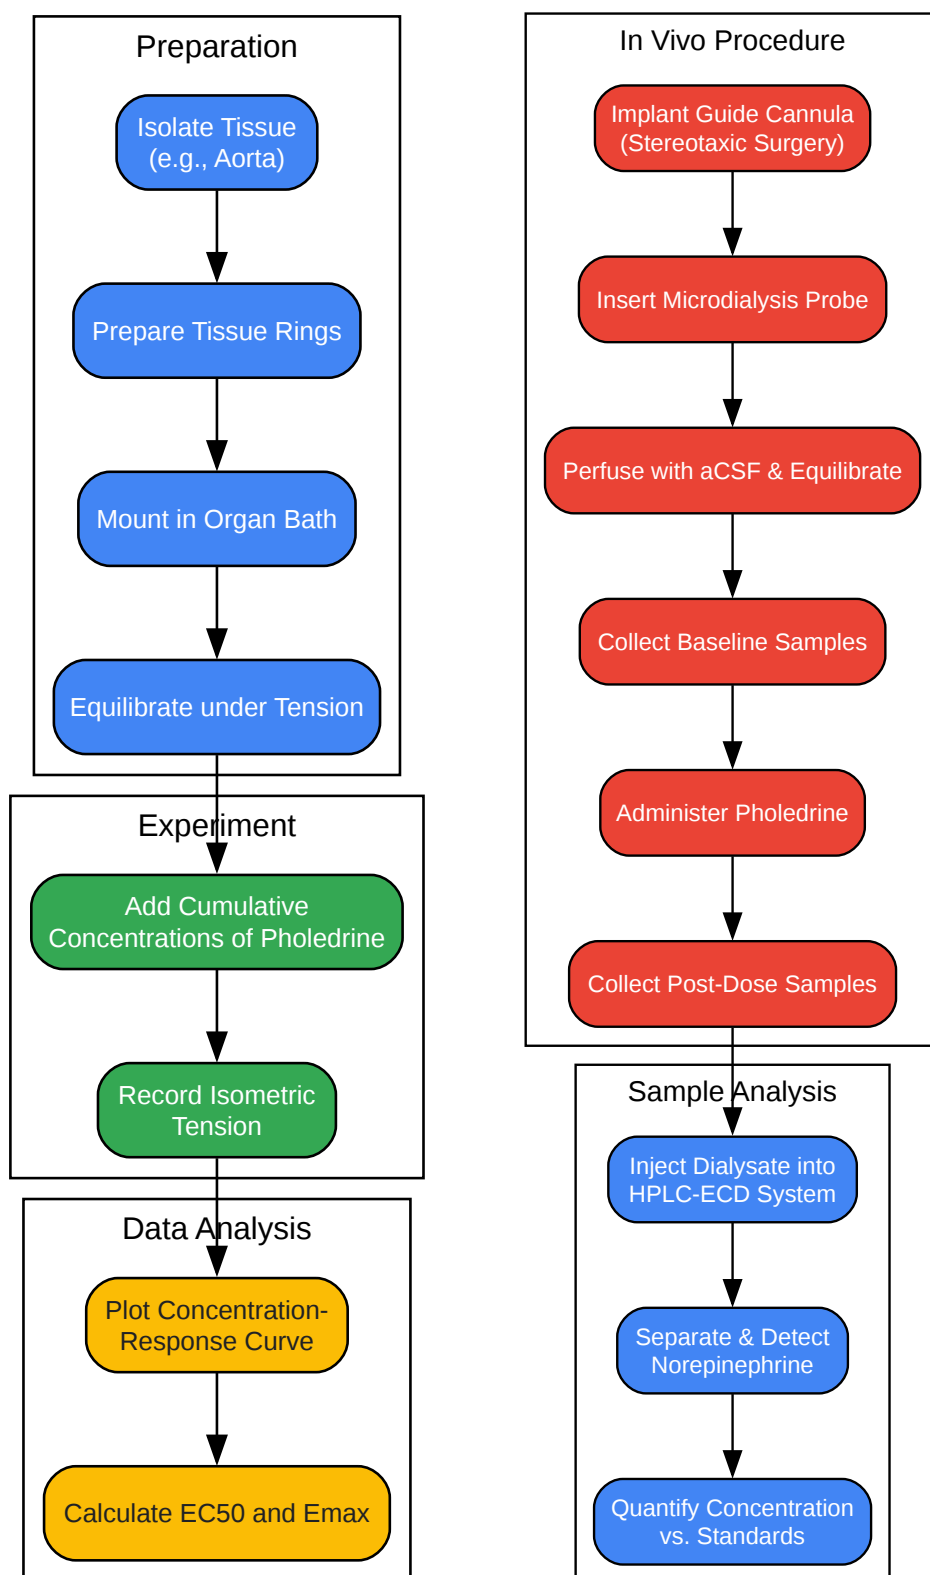 Preparation
Isolate Tissue
(e.g., Aorta)
Prepare Tissue Rings
Mount in Organ Bath
Equilibrate under Tension
Experiment
Add Cumulative
Concentrations of Pholedrine
Record Isometric
Tension
Data Analysis
Plot Concentration-
Response Curve
Calculate EC50 and Emax
In Vivo Procedure
Implant Guide Cannula
(Stereotaxic Surgery)
Insert Microdialysis Probe
Perfuse with aCSF & Equilibrate
Collect Baseline Samples
Administer Pholedrine
Collect Post-Dose Samples
Sample Analysis
Inject Dialysate into
HPLC-ECD System
Separate & Detect
Norepinephrine
Quantify Concentration
vs. Standards